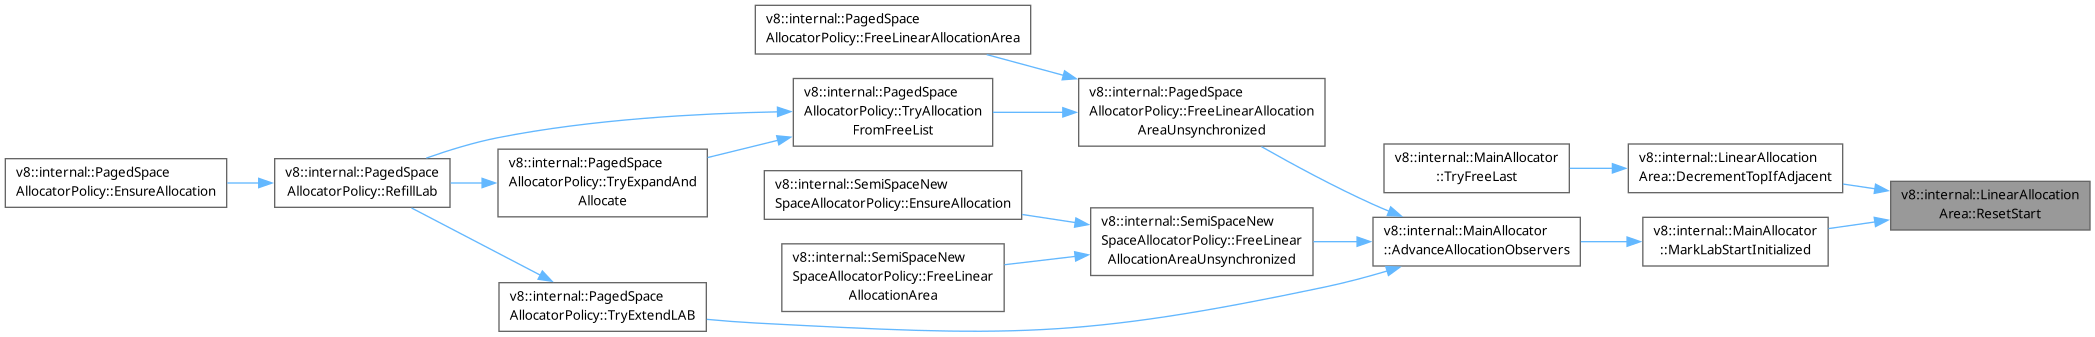 v8::internal::PagedSpace
AllocatorPolicy::FreeLinearAllocationArea
v8::internal::PagedSpace
AllocatorPolicy::TryAllocation
FromFreeList
v8::internal::PagedSpace
AllocatorPolicy::FreeLinearAllocation
AreaUnsynchronized
v8::internal::PagedSpace
AllocatorPolicy::EnsureAllocation
v8::internal::PagedSpace
AllocatorPolicy::RefillLab
v8::internal::PagedSpace
AllocatorPolicy::TryExpandAnd
Allocate
v8::internal::SemiSpaceNew
SpaceAllocatorPolicy::EnsureAllocation
v8::internal::MainAllocator
::TryFreeLast
v8::internal::LinearAllocation
Area::DecrementTopIfAdjacent
v8::internal::LinearAllocation
Area::ResetStart
v8::internal::SemiSpaceNew
SpaceAllocatorPolicy::FreeLinear
AllocationAreaUnsynchronized
v8::internal::MainAllocator
::AdvanceAllocationObservers
v8::internal::MainAllocator
::MarkLabStartInitialized
v8::internal::SemiSpaceNew
SpaceAllocatorPolicy::FreeLinear
AllocationArea
v8::internal::PagedSpace
AllocatorPolicy::TryExtendLAB